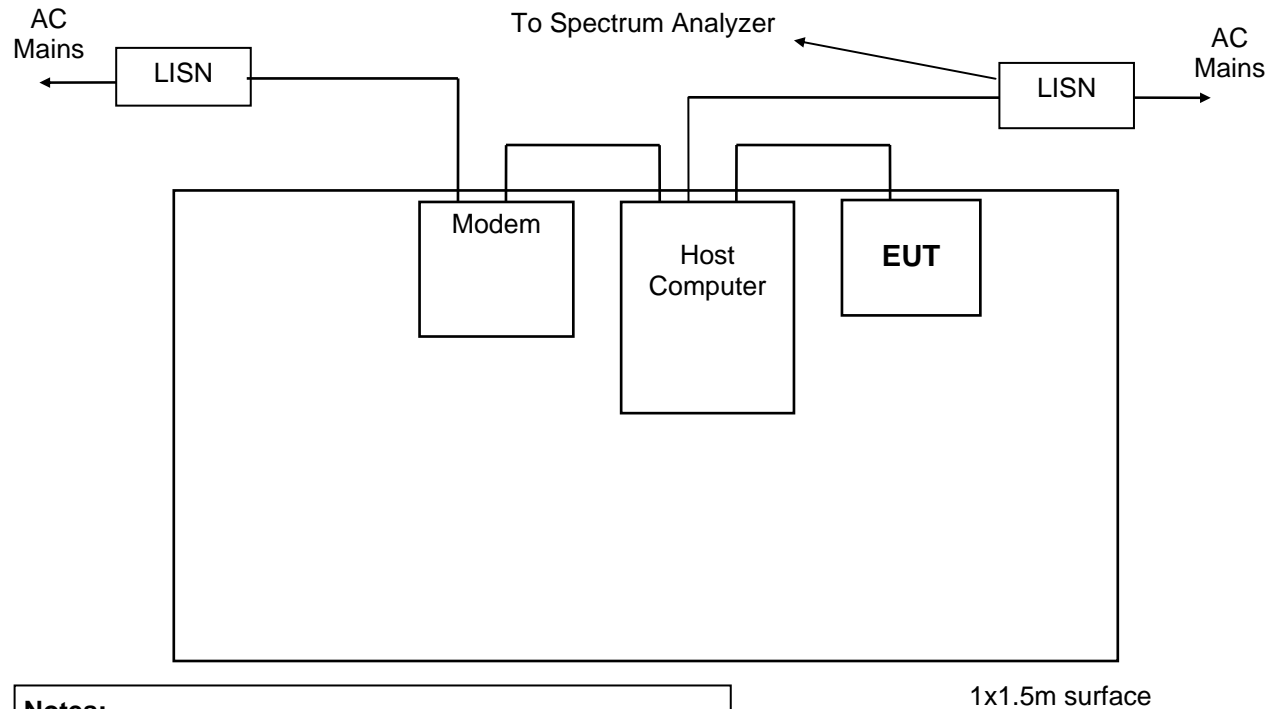 AC
Mains
LISN
To Spectrum Analyzer
LISN
AC
Mains
Modem
Host
Computer
EUT
1x1.5m surface
Notes: